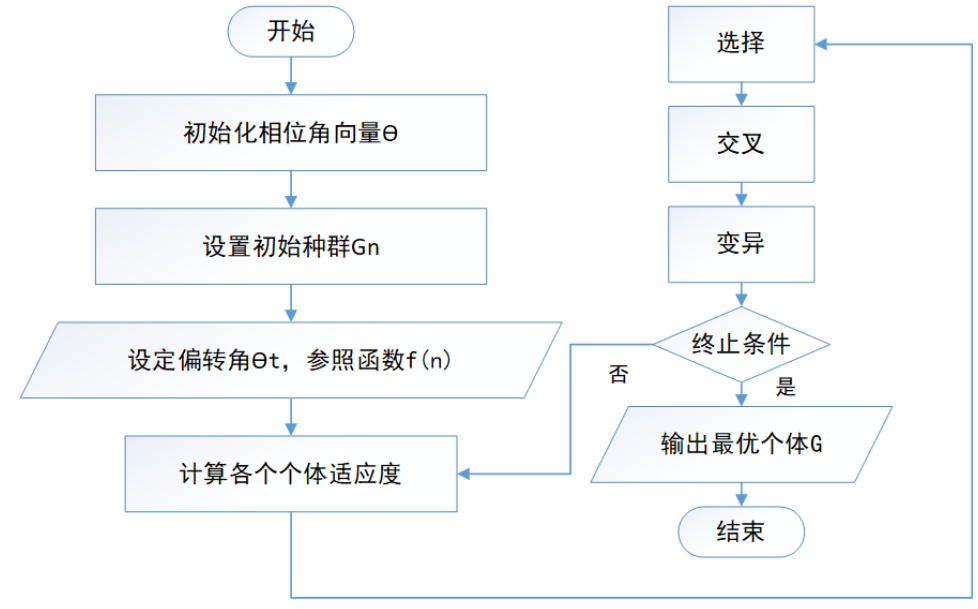 开始
初始化相位角向量Θ
设置初始种群Gn
设定偏转角Θt，参照函数f(n)
计算各个个体适应度
选择
交叉
变异
终止条件
否
是
输出最优个体G
结束